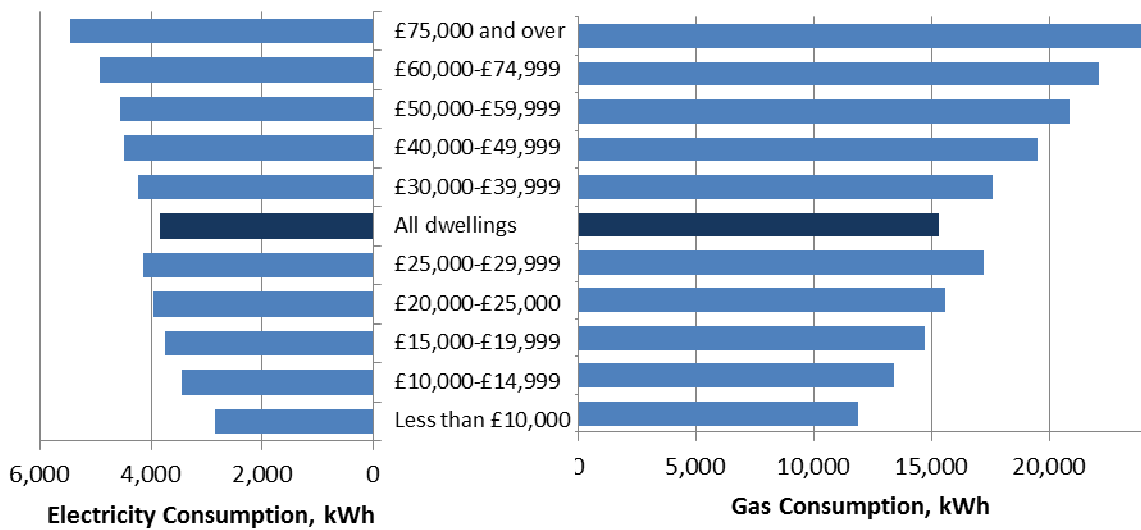 £75,000 and over
£60,000-£74,999
£50,000-£59,999
£40,000-£49,999
£30,000-£39,999
All dwellings
£25,000-£29,999
£20,000-£25,000
£15,000-£19,999
£10,000-£14,999
Less than £10,000
6,000 4,000 2,000 0
0 5,000 10,000 15,000 20,000
Electricity Consumption, kWh
Gas Consumption, kWh